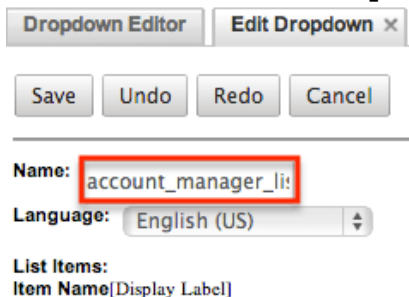 Dropdown Editor Edit Dropdown ×
Save Undo Redo Cancel
Name: account_manager_lis
Language: English (US)
List Items:
Item Name[Display Label]